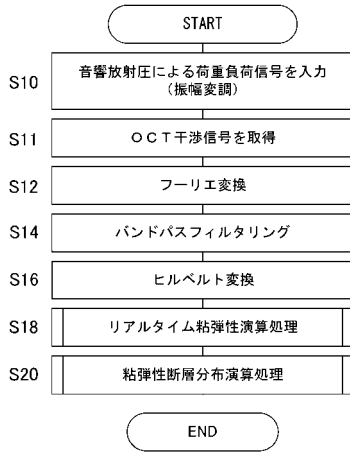 START
S10
音響放射圧による荷重負荷信号を入力
(振幅変調)
S11
OCT干渉信号を取得
S12
フーリエ変換
S14
バンドパスフィルタリング
S16
ヒルベルト変換
S18
リアルタイム粘弾性演算処理
S20
粘弾性断層分布演算処理
END